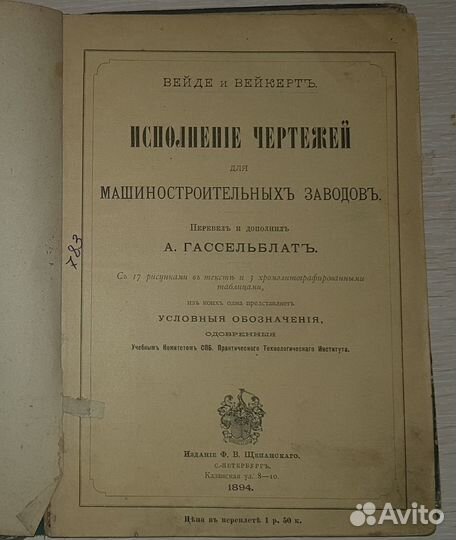 ВЕЙДЕ и ВЕЙКЕРТЪ.
ИСПОЛНЕНІЕ ЧЕРТЕЖЕЙ
ДЛЯ
МАШИНОСТРОИТЕЛЬНЫХЪ ЗАВОДОВЪ.
Перевелъ и дополнилъ
А. ГАССЕЛЬБЛАТЪ.
783
Съ 17 рисунками въ текстѣ и 3 хромолитографированными
таблицами,
изъ коихъ одна представляетъ
УСЛОВНЫЯ ОБОЗНАЧЕНІЯ,
ОДОБРЕННЫЯ
Учебнымъ Комитетомъ СПБ. Практическаго Технологическаго Института.
Изданіе Ф. В. Щепанскаго.
С.-ПЕТЕРБУРГЪ.
Казанская ул. 8—10.
1894.
Цѣна въ переплетѣ 1 р. 50 к.
Avito